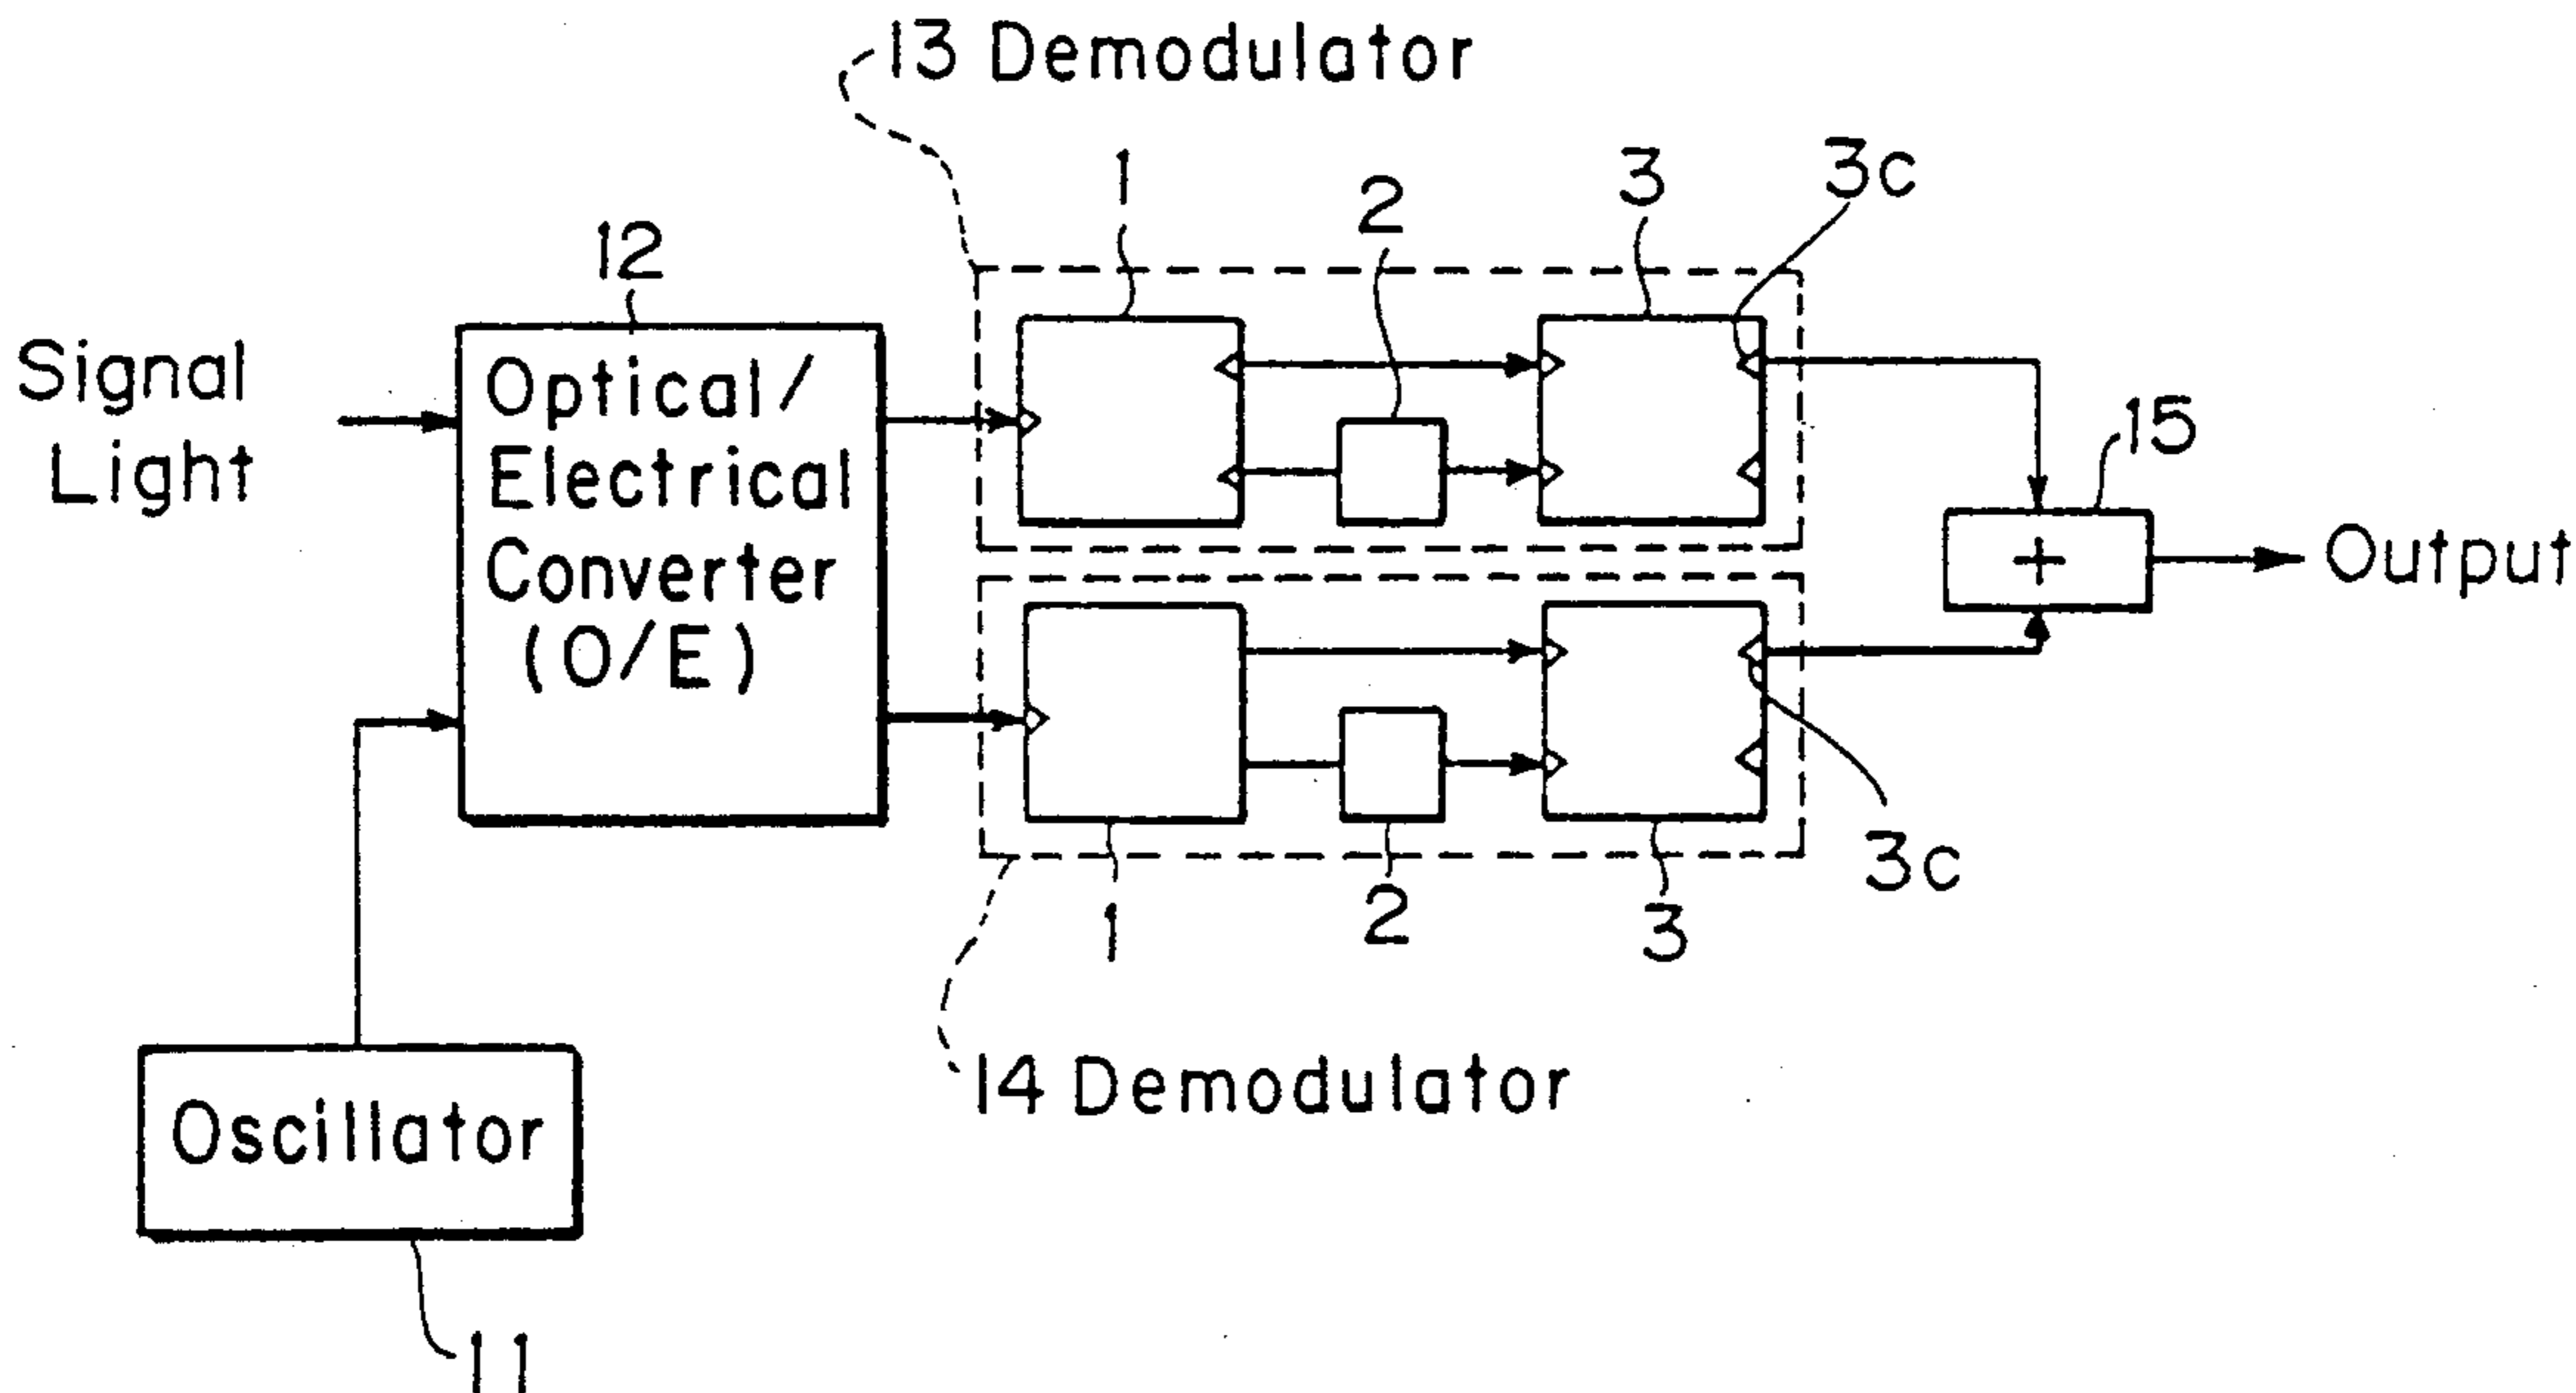 13 Demodulator
1
2
3
3c
12
Signal
Light
Optical/
Electrical
Converter
(O/E)
15
+
Output
1
2
3
3c
14 Demodulator
Oscillator
11